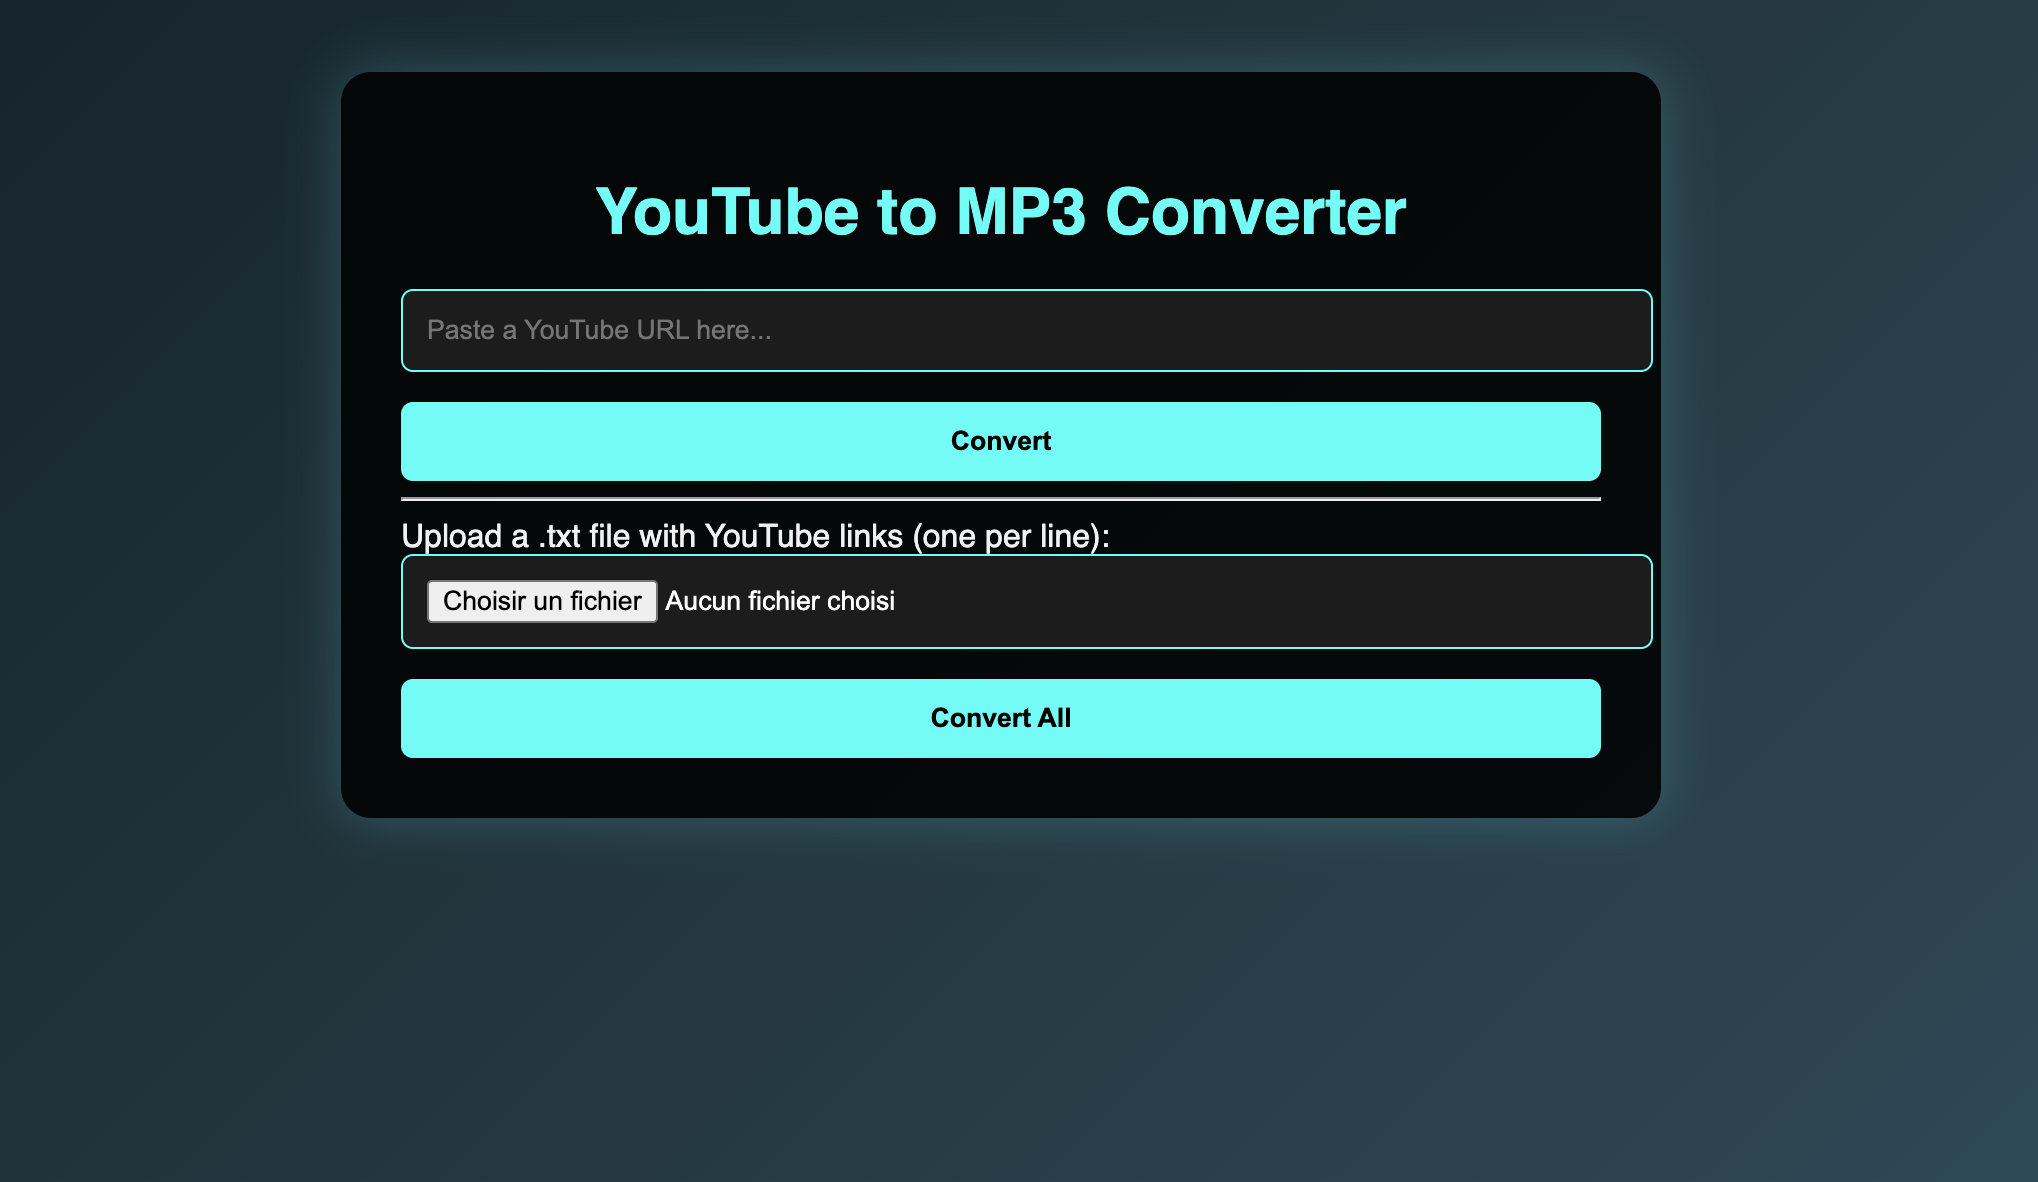 YouTube to MP3 Converter
Paste a YouTube URL here...
Convert
Upload a .txt file with YouTube links (one per line):
Choisir un fichier Aucun fichier choisi
Convert All